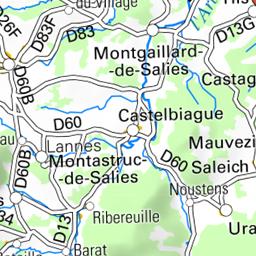 du-Village
D26F
D83F
D83
Montgaillard-
-de-Salies
D13G
D60B
Castelbiague
D60
Mauvezi
Lannes
Montastruc-
-de-Salies
D60
Saleich
D60B
Noustens
D13
Ribereuille
Ura
Barat